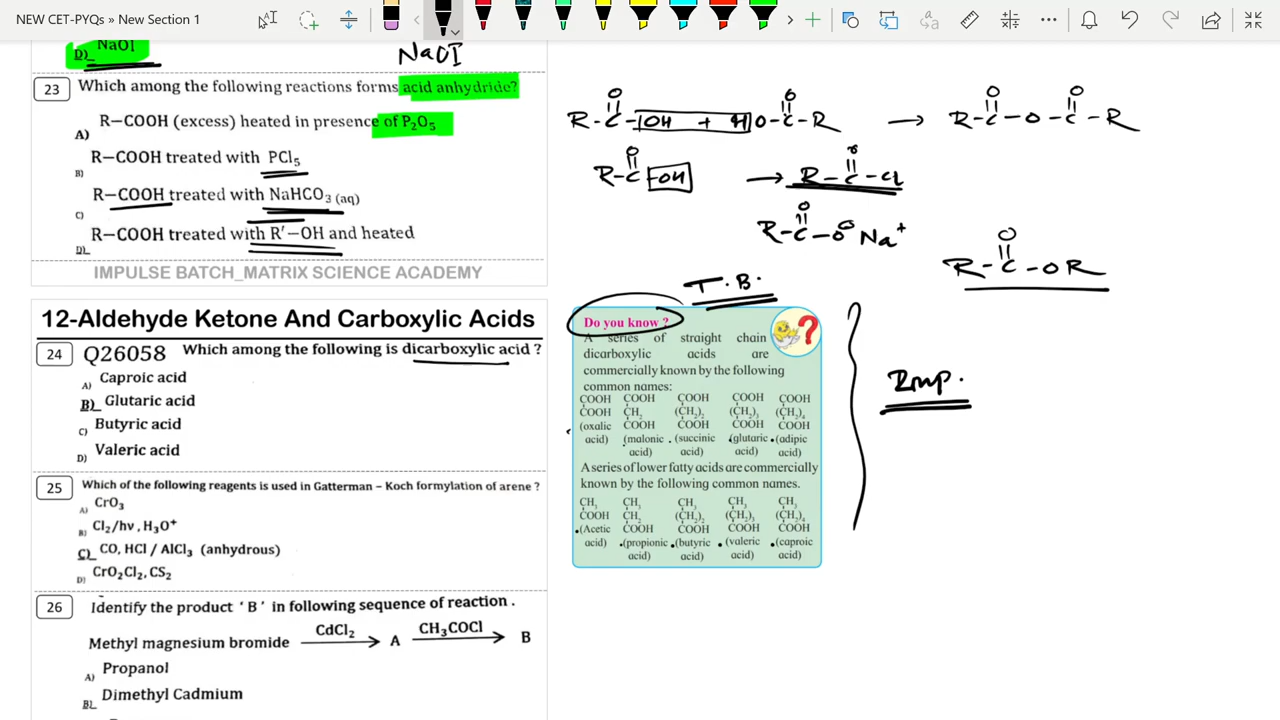 NEW CET-PYQs » New Section 1
D) NaOI
NaOI
23 Which among the following reactions forms acid anhydride?
A) R−COOH (excess) heated in presence of P₂O₅
B) R−COOH treated with PCl₅
C) R−COOH treated with NaHCO₃ (aq)
D) R−COOH treated with R′−OH and heated
IMPULSE BATCH_MATRIX SCIENCE ACADEMY
12-Aldehyde Ketone And Carboxylic Acids
24 Q26058 Which among the following is dicarboxylic acid ?
A) Caproic acid
B) Glutaric acid
C) Butyric acid
D) Valeric acid
25 Which of the following reagents is used in Gatterman – Koch formylation of arene ?
A) CrO₃
B) Cl₂/hν , H₃O⁺
C) CO, HCl / AlCl₃ (anhydrous)
D) CrO₂Cl₂, CS₂
26 Identify the product ‘B’ in following sequence of reaction .
CdCl₂ CH₃COCl
Methyl magnesium bromide → A → B
A) Propanol
B) Dimethyl Cadmium
O O O O
R-C-OH + HO-C-R → R-C-O-C-R
O O
R-C-OH → R-C-Cl
O
R-C-O⊖ Na⁺
O
R-C-OR
T.B.
Do you know ?
A series of straight chain
dicarboxylic acids are
commercially known by the following
common names:
COOH COOH COOH COOH COOH
COOH CH₂ (CH₂)₂ (CH₂)₃ (CH₂)₄
(oxalic COOH COOH COOH COOH
acid) (malonic (succinic (glutaric (adipic
acid) acid) acid) acid)
A series of lower fatty acids are commercially
known by the following common names.
CH₃ CH₃ CH₃ CH₃ CH₃
COOH CH₂ (CH₂)₂ (CH₂)₃ (CH₂)₄
(Acetic COOH COOH COOH COOH
acid) (propionic (butyric (valeric (caproic
acid) acid) acid) acid)
Imp.